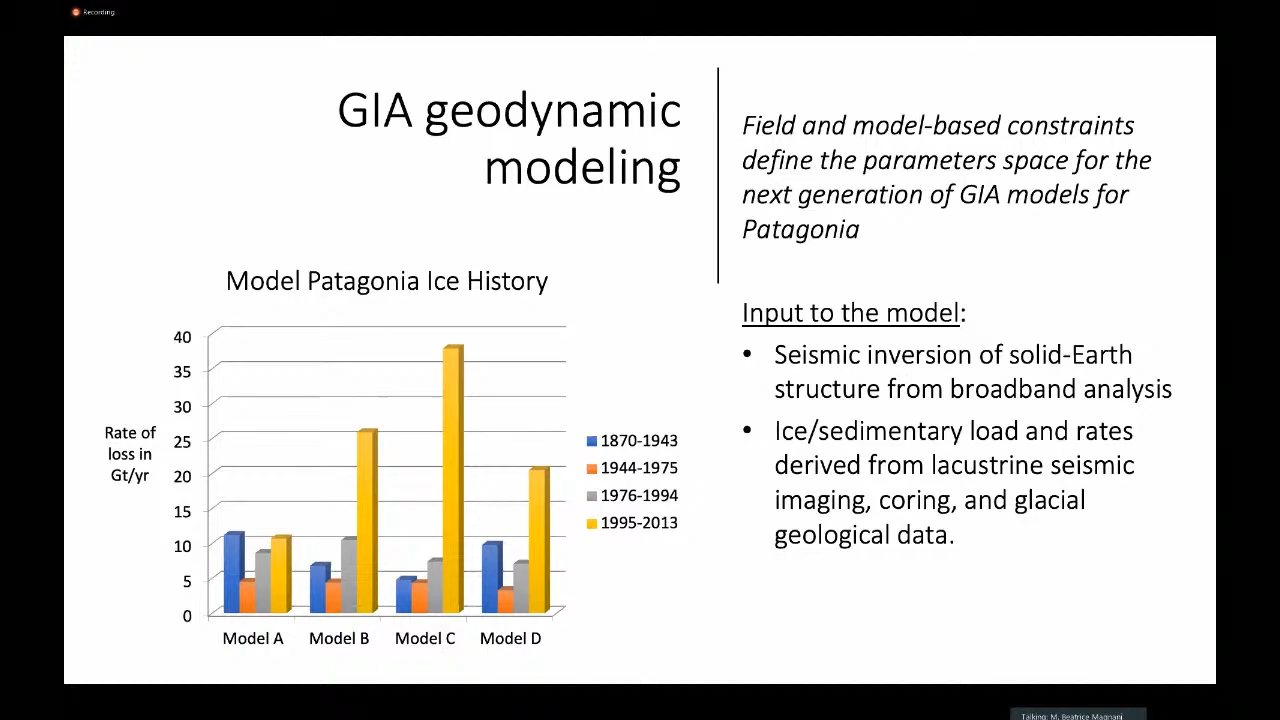 Recording
GIA geodynamic
modeling
Field and model-based constraints
define the parameters space for the
next generation of GIA models for
Patagonia
Model Patagonia Ice History
40
35
30
25
20
15
10
5
0
Rate of
loss in
Gt/yr
Model A
Model B
Model C
Model D
1870-1943
1944-1975
1976-1994
1995-2013
Input to the model:
• Seismic inversion of solid-Earth
structure from broadband analysis
• Ice/sedimentary load and rates
derived from lacustrine seismic
imaging, coring, and glacial
geological data.
Talking: M. Beatrice Magnani